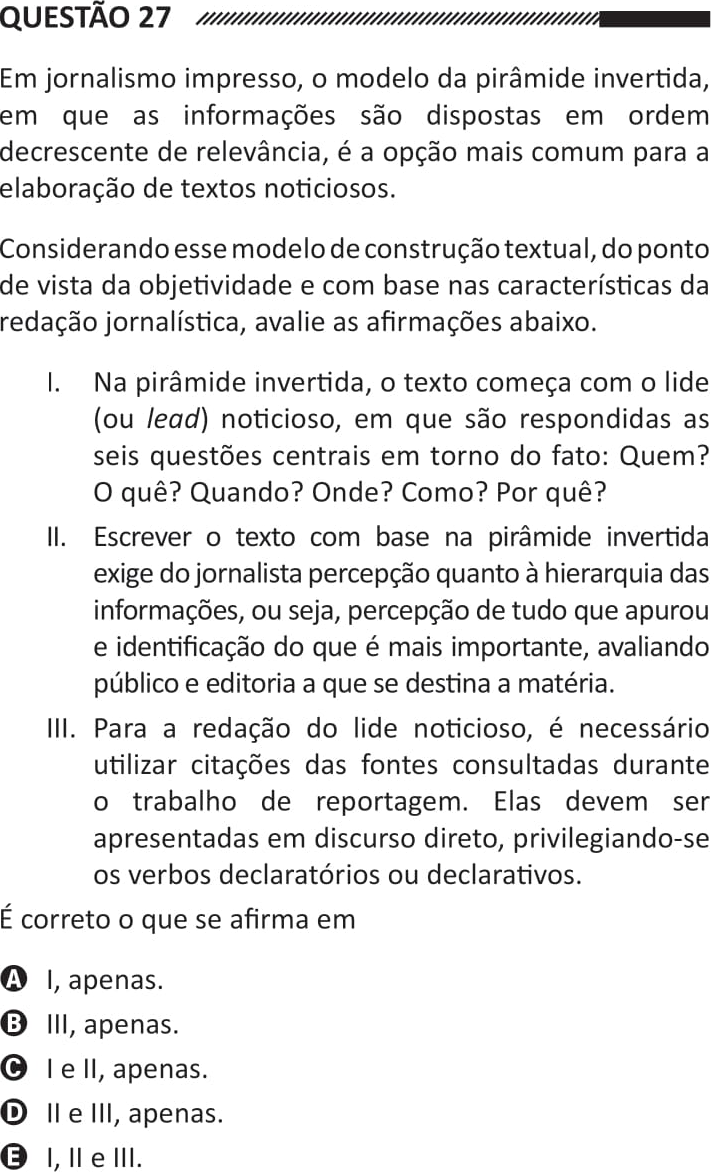 QUESTÃO 27
Em jornalismo impresso, o modelo da pirâmide invertida,
em que as informações são dispostas em ordem
decrescente de relevância, é a opção mais comum para a
elaboração de textos noticiosos.
Considerando esse modelo de construção textual, do ponto
de vista da objetividade e com base nas características da
redação jornalística, avalie as afirmações abaixo.
I. Na pirâmide invertida, o texto começa com o lide
(ou lead) noticioso, em que são respondidas as
seis questões centrais em torno do fato: Quem?
O quê? Quando? Onde? Como? Por quê?
II. Escrever o texto com base na pirâmide invertida
exige do jornalista percepção quanto à hierarquia das
informações, ou seja, percepção de tudo que apurou
e identificação do que é mais importante, avaliando
público e editoria a que se destina a matéria.
III. Para a redação do lide noticioso, é necessário
utilizar citações das fontes consultadas durante
o trabalho de reportagem. Elas devem ser
apresentadas em discurso direto, privilegiando-se
os verbos declaratórios ou declarativos.
É correto o que se afirma em
A I, apenas.
B III, apenas.
C I e II, apenas.
D II e III, apenas.
E I, II e III.